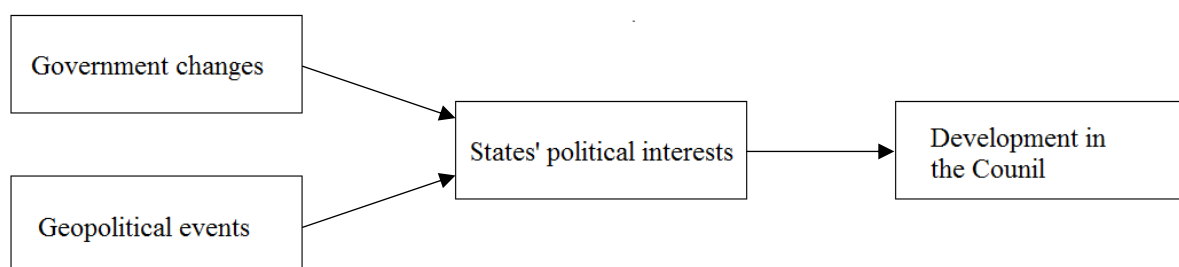 Government changes
Geopolitical events
States' political interests
Development in
the Counil